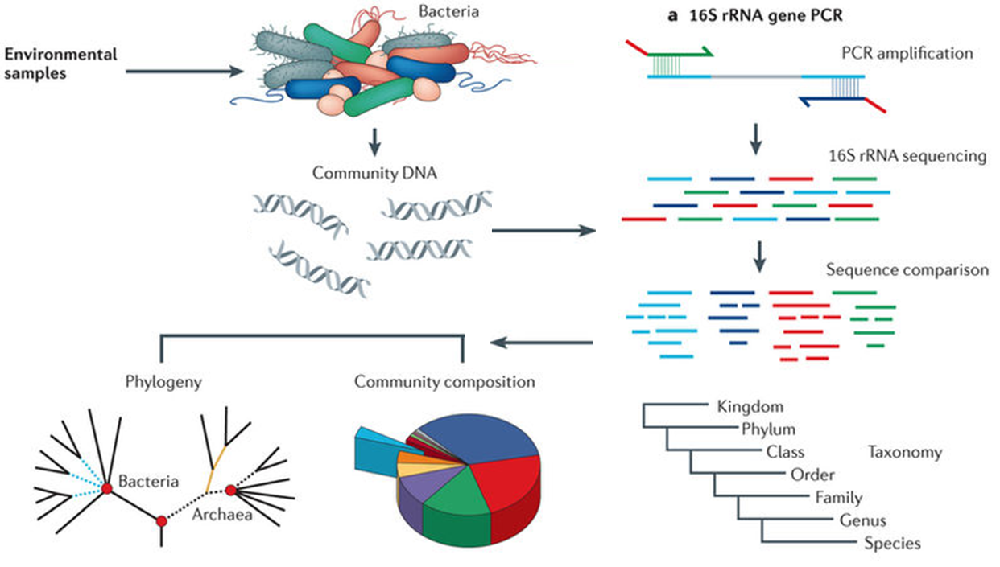 Bacteria
Environmental
samples
Community DNA
a 16S rRNA gene PCR
PCR amplification
16S rRNA sequencing
Sequence comparison
Phylogeny
Community composition
Bacteria
Archaea
Kingdom
Phylum
Class
Taxonomy
Order
Family
Genus
Species